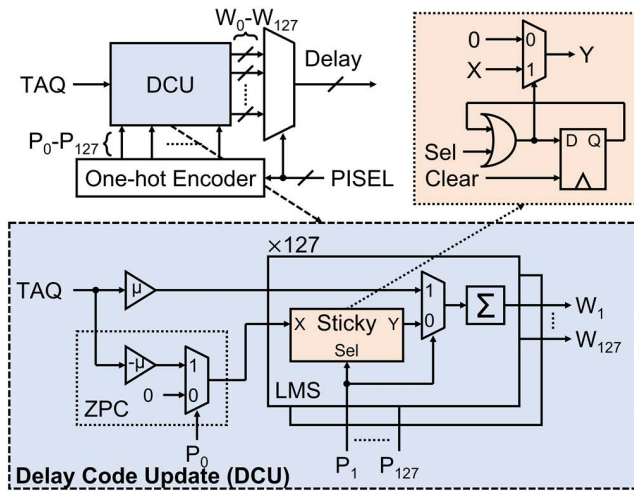 W0-W127
TAQ
DCU
Delay
P0-P127
One-hot Encoder
PISEL
0
0
X
1
Y
Sel
D
Q
Clear
×127
TAQ
μ
1
X
Sticky
Y
0
Sel
Σ
W1
W127
-μ
1
0
0
ZPC
LMS
P0
P1
P127
Delay Code Update (DCU)